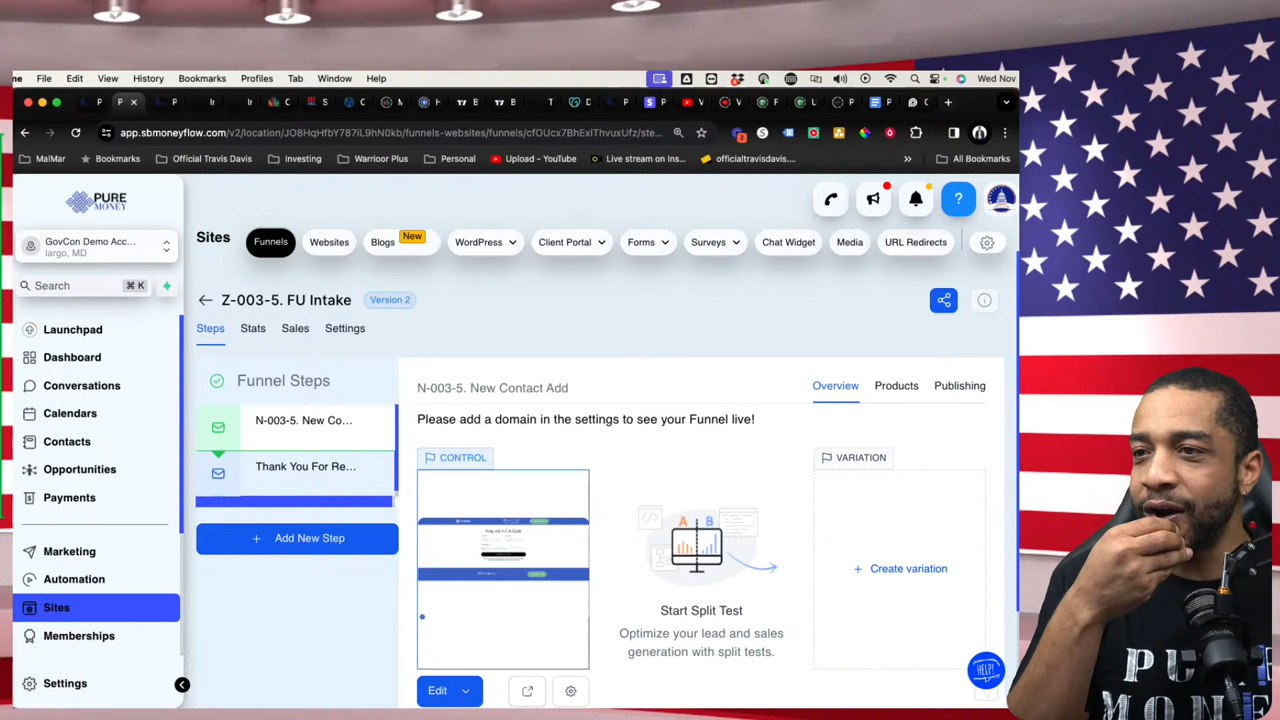 File Edit View History Bookmarks Profiles Tab Window Help
Wed Nov
app.sbmoneyflow.com/v2/location/JO8HqHfbY787iL9hN0kb/funnels-websites/funnels/cfOUcx7BhExIThvuxUfz/ste...
MalMar Bookmarks Official Travis Davis Investing Warrioor Plus Personal Upload - YouTube Live stream on Ins... officialtravisdavis.... » All Bookmarks
PURE
MONEY
GovCon Demo Acc...
largo, MD
Search ⌘ K
Launchpad
Dashboard
Conversations
Calendars
Contacts
Opportunities
Payments
Marketing
Automation
Sites
Memberships
Settings
Sites Funnels Websites Blogs New WordPress Client Portal Forms Surveys Chat Widget Media URL Redirects
?
Z-003-5. FU Intake Version 2
Steps Stats Sales Settings
Funnel Steps
N-003-5. New Co...
Thank You For Re...
+ Add New Step
N-003-5. New Contact Add
Overview Products Publishing
Please add a domain in the settings to see your Funnel live!
CONTROL
VARIATION
A B
Start Split Test
Optimize your lead and sales
generation with split tests.
+ Create variation
Edit
HELP!
MONEY